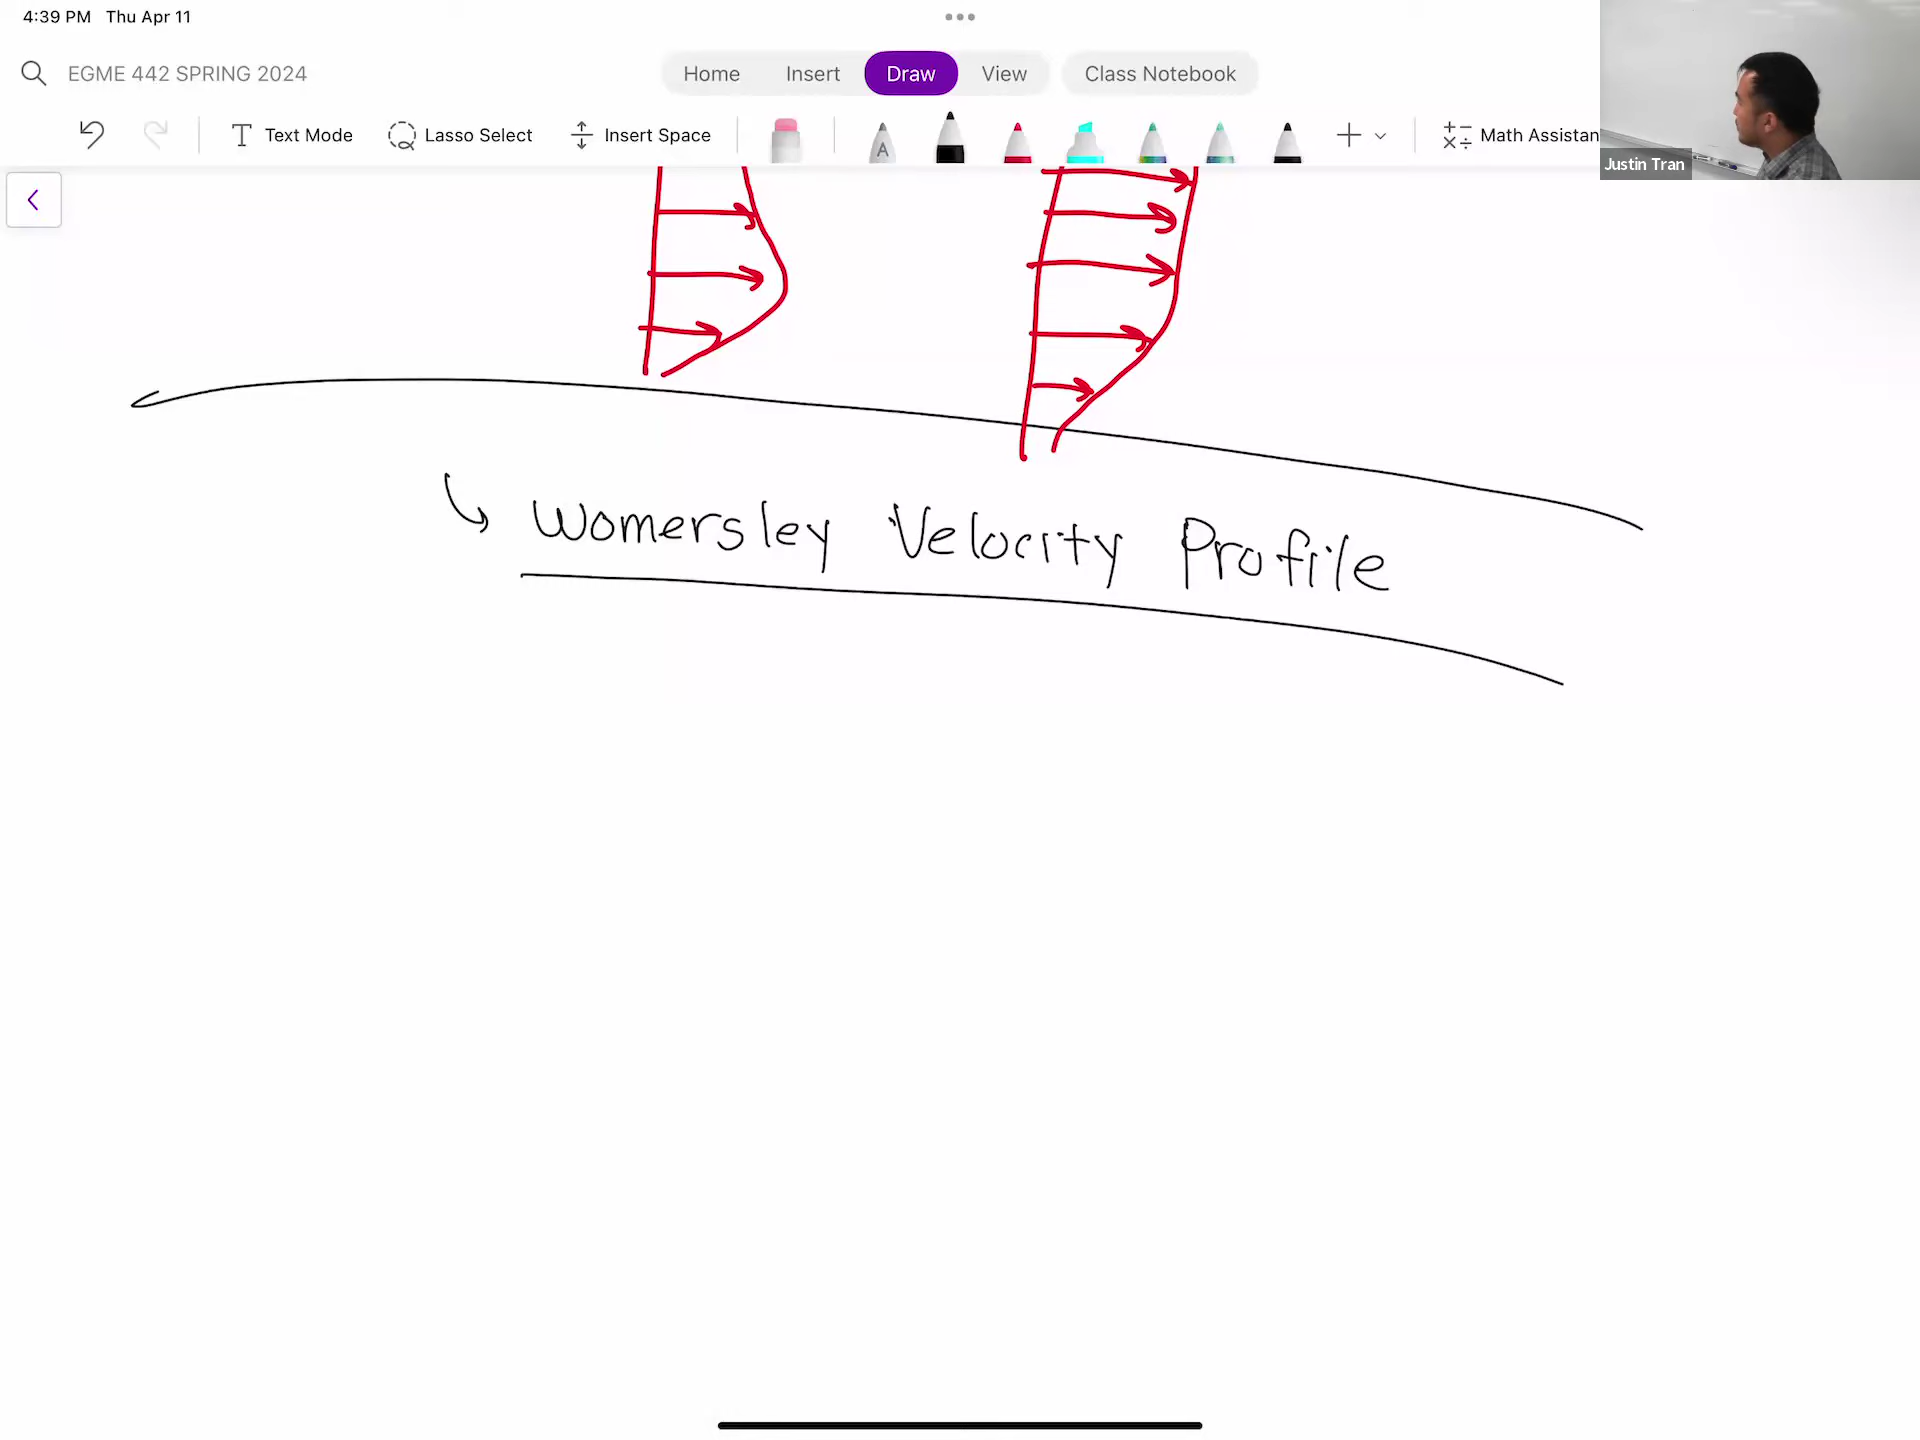 4:39 PM Thu Apr 11
EGME 442 SPRING 2024
Home Insert Draw View Class Notebook
Text Mode Lasso Select Insert Space A Math Assistan
Justin Tran
Womersley Velocity Profile